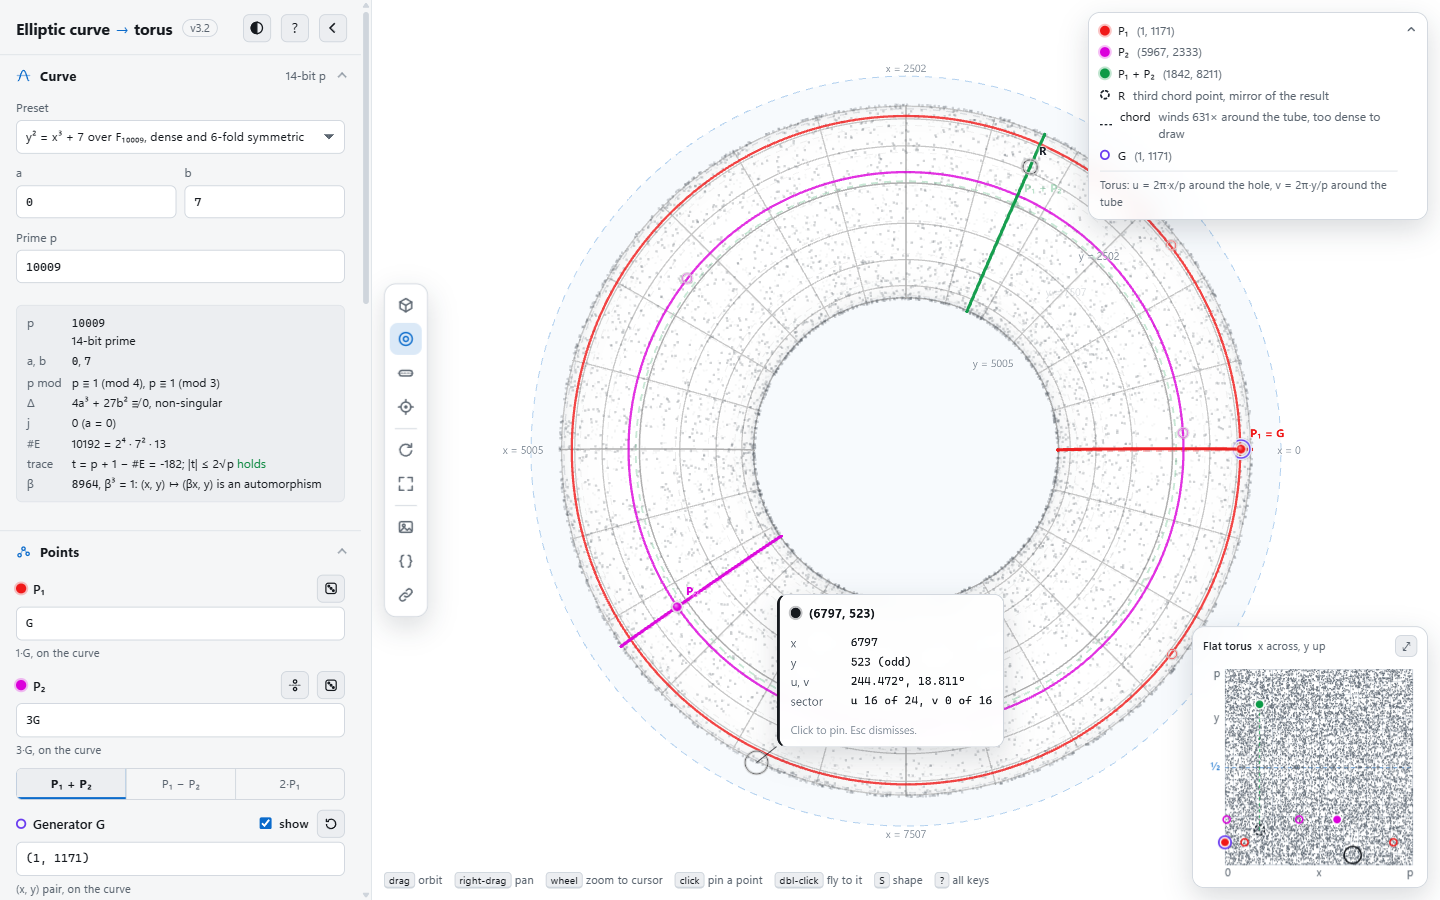 Elliptic curve → torus v3.2
?
Curve 14-bit p
Preset
y² = x³ + 7 over F₁₀₀₀₉, dense and 6-fold symmetric
a b
0 7
Prime p
10009
p 10009
14-bit prime
a, b 0, 7
p mod p ≡ 1 (mod 4), p ≡ 1 (mod 3)
Δ 4a³ + 27b² ≢ 0, non-singular
j 0 (a = 0)
#E 10192 = 2⁴ · 7² · 13
trace t = p + 1 − #E = -182; |t| ≤ 2√p holds
β 8964, β³ = 1: (x, y) ↦ (βx, y) is an automorphism
Points
P₁
G
1·G, on the curve
P₂
3G
3·G, on the curve
P₁ + P₂ P₁ − P₂ 2·P₁
Generator G show
(1, 1171)
(x, y) pair, on the curve
x = 2502
R
P₁ + P₂
y = 2502
y = 5005
x = 5005
P₁ = G
x = 0
x = 7507
(6797, 523)
x 6797
y 523 (odd)
u, v 244.472°, 18.811°
sector u 16 of 24, v 0 of 16
Click to pin. Esc dismisses.
P₁ (1, 1171)
P₂ (5967, 2333)
P₁ + P₂ (1842, 8211)
R third chord point, mirror of the result
chord winds 631× around the tube, too dense to
draw
G (1, 1171)
Torus: u = 2π·x/p around the hole, v = 2π·y/p around the
tube
Flat torus x across, y up
p
y
½
0 x p
drag orbit right-drag pan wheel zoom to cursor click pin a point dbl-click fly to it S shape ? all keys